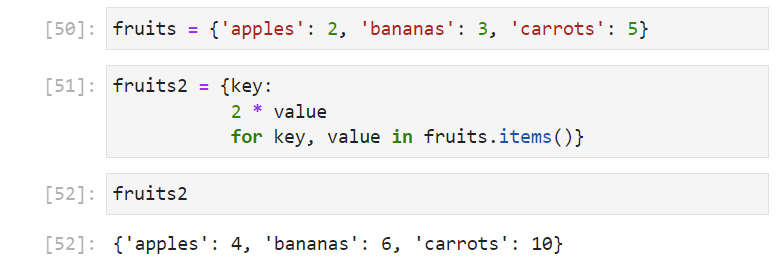 [50]: fruits = {'apples': 2, 'bananas': 3, 'carrots': 5}
[51]: fruits2 = {key:
2 * value
for key, value in fruits.items()}
[52]: fruits2
[52]: {'apples': 4, 'bananas': 6, 'carrots': 10}